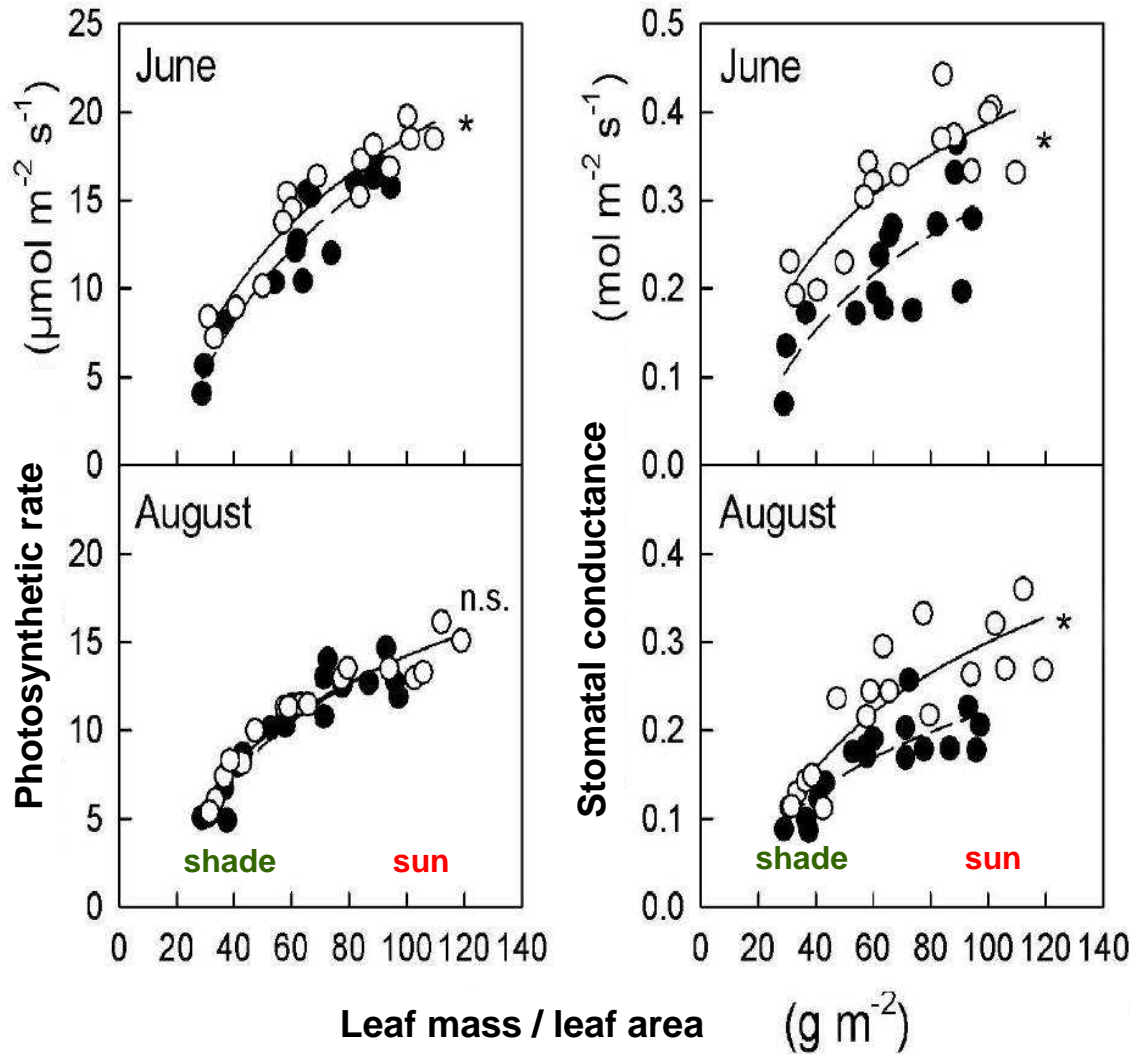 25
20
15
10
5
0
June
*
(μmol m-2 s-1)
0.5
0.4
0.3
0.2
0.1
0.0
June
*
(mol m-2 s-1)
Photosynthetic rate
20
15
10
5
0
August
n.s.
shade
sun
0 20 40 60 80 100 120 140
Stomatal conductance
0.4
0.3
0.2
0.1
0.0
August
*
shade
sun
0 20 40 60 80 100 120 140
Leaf mass / leaf area (g m-2)